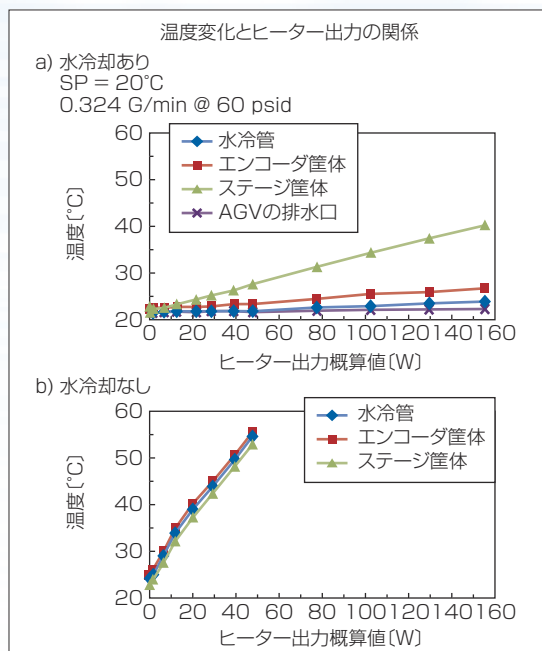 温度変化とヒーター出力の関係
a) 水冷却あり
SP = 20°C
0.324 G/min @ 60 psid
60
50
40
30
20
温度〔°C〕
水冷管
エンコーダ筐体
ステージ筐体
AGVの排水口
0 20 40 60 80 100 120 140 160
ヒーター出力概算値〔W〕
b) 水冷却なし
60
50
40
30
20
温度〔°C〕
水冷管
エンコーダ筐体
ステージ筐体
0 20 40 60 80 100 120 140 160
ヒーター出力概算値〔W〕